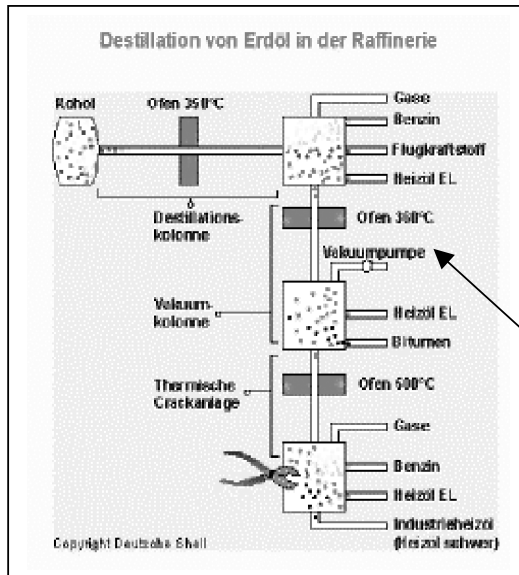 Destillation von Erdöl in der Raffinerie
Rohöl
Ofen 350°C
Gase
Benzin
Flugkraftstoff
Heizöl EL
Destillations-
kolonne
Ofen 360°C
Vakuumpumpe
Vakuum-
kolonne
Heizöl EL
Bitumen
Thermische
Crackanlage
Ofen 500°C
Gase
Benzin
Heizöl EL
Industrieheizöl
(Heizöl schwer)
Copyright Deutsche Shell